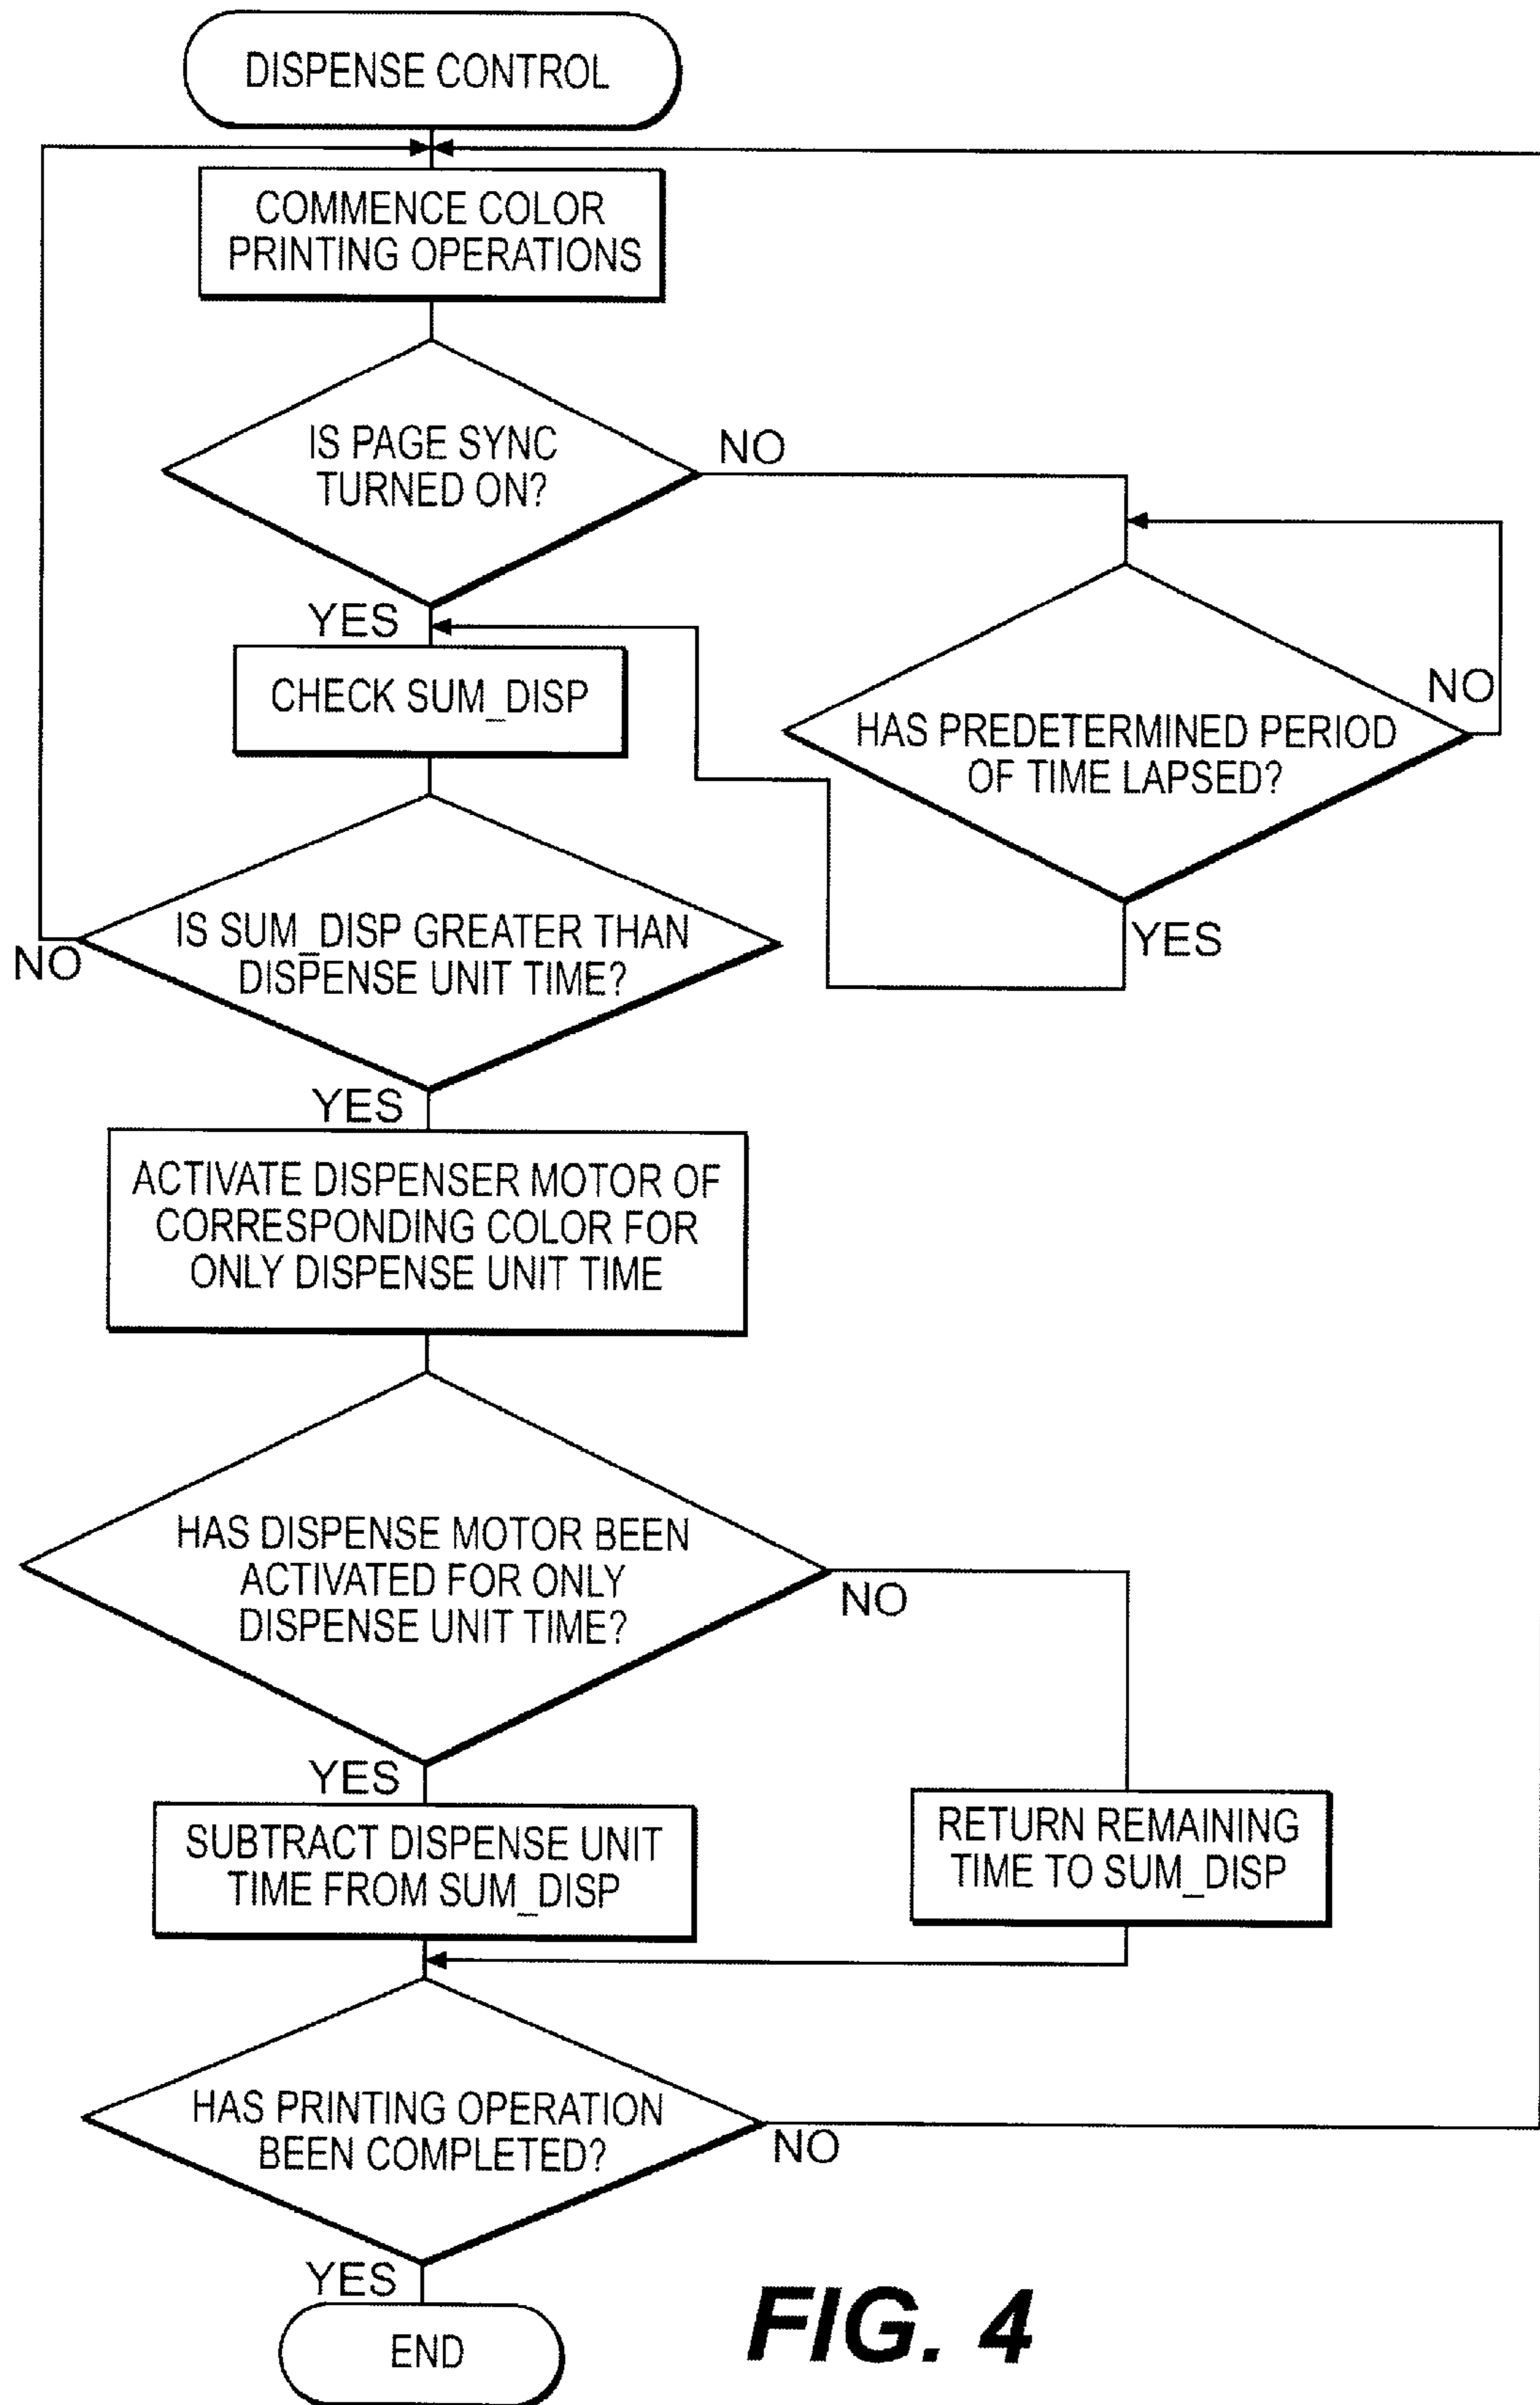 DISPENSE CONTROL
COMMENCE COLOR
PRINTING OPERATIONS
IS PAGE SYNC
TURNED ON?
NO
YES
CHECK SUM_DISP
HAS PREDETERMINED PERIOD
OF TIME LAPSED?
NO
YES
IS SUM_DISP GREATER THAN
DISPENSE UNIT TIME?
NO
YES
ACTIVATE DISPENSER MOTOR OF
CORRESPONDING COLOR FOR
ONLY DISPENSE UNIT TIME
HAS DISPENSE MOTOR BEEN
ACTIVATED FOR ONLY
DISPENSE UNIT TIME?
NO
YES
SUBTRACT DISPENSE UNIT
TIME FROM SUM_DISP
RETURN REMAINING
TIME TO SUM_DISP
HAS PRINTING OPERATION
BEEN COMPLETED?
NO
YES
END
FIG. 4